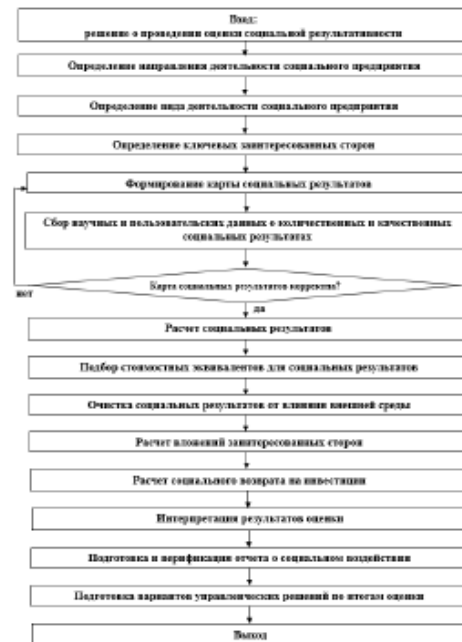 Ввод:
решение о проведении оценки социальной результативности
Определение направления деятельности социального предприятия
Определение вида деятельности социального предприятия
Определение ключевых заинтересованных сторон
Формирование карты социальных результатов
Сбор научных и пользовательских данных о количественных и качественных
социальных результатах
Карта социальных результатов корректна?
нет
да
Расчет социальных результатов
Подбор стоимостных эквивалентов для социальных результатов
Очистка социальных результатов от влияния внешней среды
Расчет вложений заинтересованных сторон
Расчет социального возврата на инвестиции
Интерпретация результатов оценки
Подготовка и верификация отчета о социальном воздействии
Подготовка вариантов управленческих решений по итогам оценки
Выход